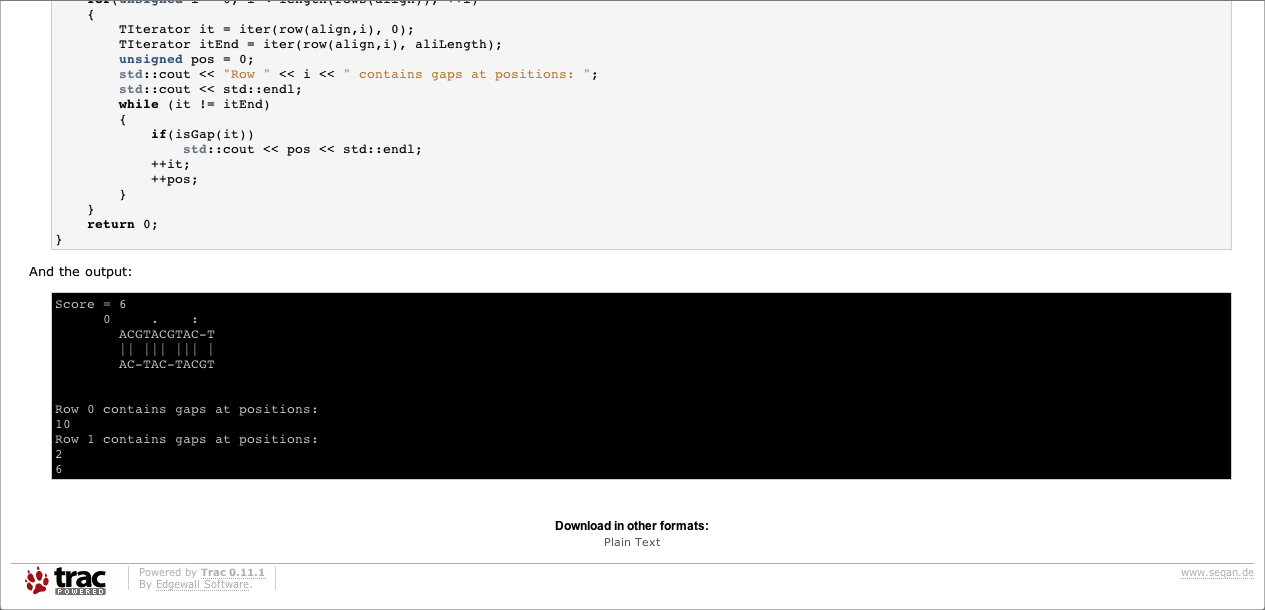 for(unsigned i = 0; i < length(rows(align)); ++i)
{
TIterator it = iter(row(align,i), 0);
TIterator itEnd = iter(row(align,i), aliLength);
unsigned pos = 0;
std::cout << "Row " << i << " contains gaps at positions: ";
std::cout << std::endl;
while (it != itEnd)
{
if(isGap(it))
std::cout << pos << std::endl;
++it;
++pos;
}
}
return 0;
}
And the output:
Score = 6
0     .    :
ACGTACGTAC-T
|| ||| ||| |
AC-TAC-TACGT
Row 0 contains gaps at positions:
10
Row 1 contains gaps at positions:
2
6
Download in other formats:
Plain Text
trac
POWERED
Powered by Trac 0.11.1
By Edgewall Software.
www.seqan.de